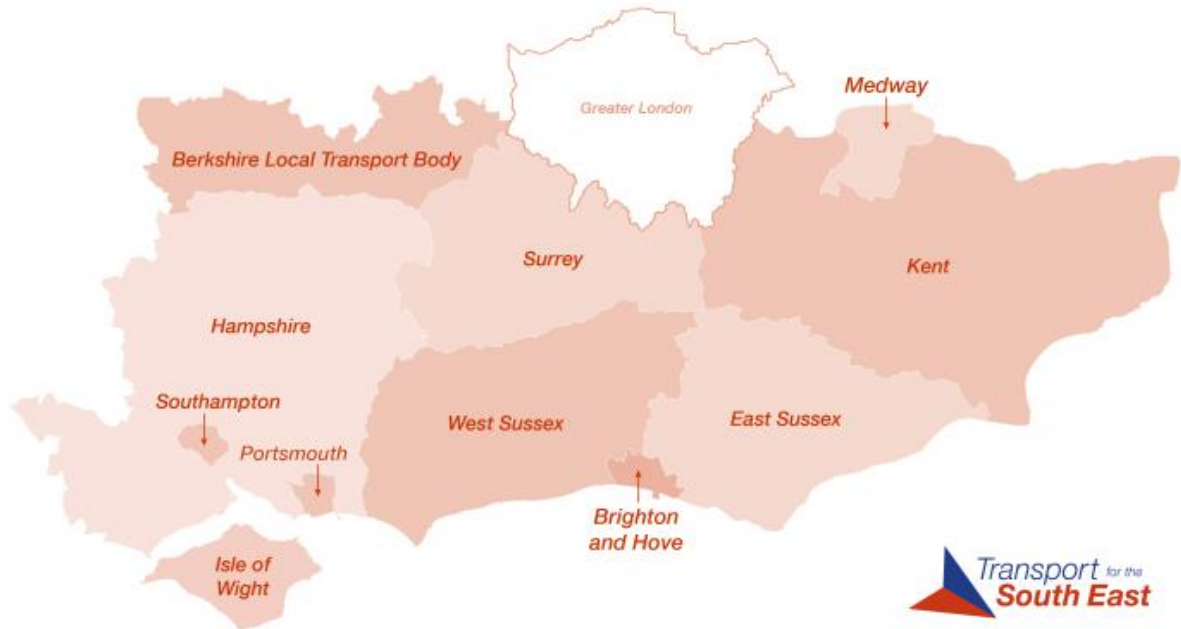 Greater London
Medway
Berkshire Local Transport Body
Surrey
Kent
Hampshire
Southampton
West Sussex
East Sussex
Portsmouth
Brighton
and Hove
Isle of
Wight
Transport for the
South East